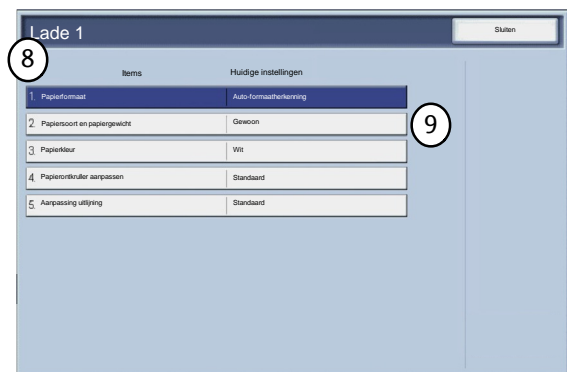 Lade 1
Sluiten
8
Items Huidige instellingen
1. Papierformaat Auto-formaatherkenning
2. Papiersoort en papiergewicht Gewoon
9
3. Papierkleur Wit
4. Papierontkruller aanpassen Standaard
5. Aanpassing uitlijning Standaard